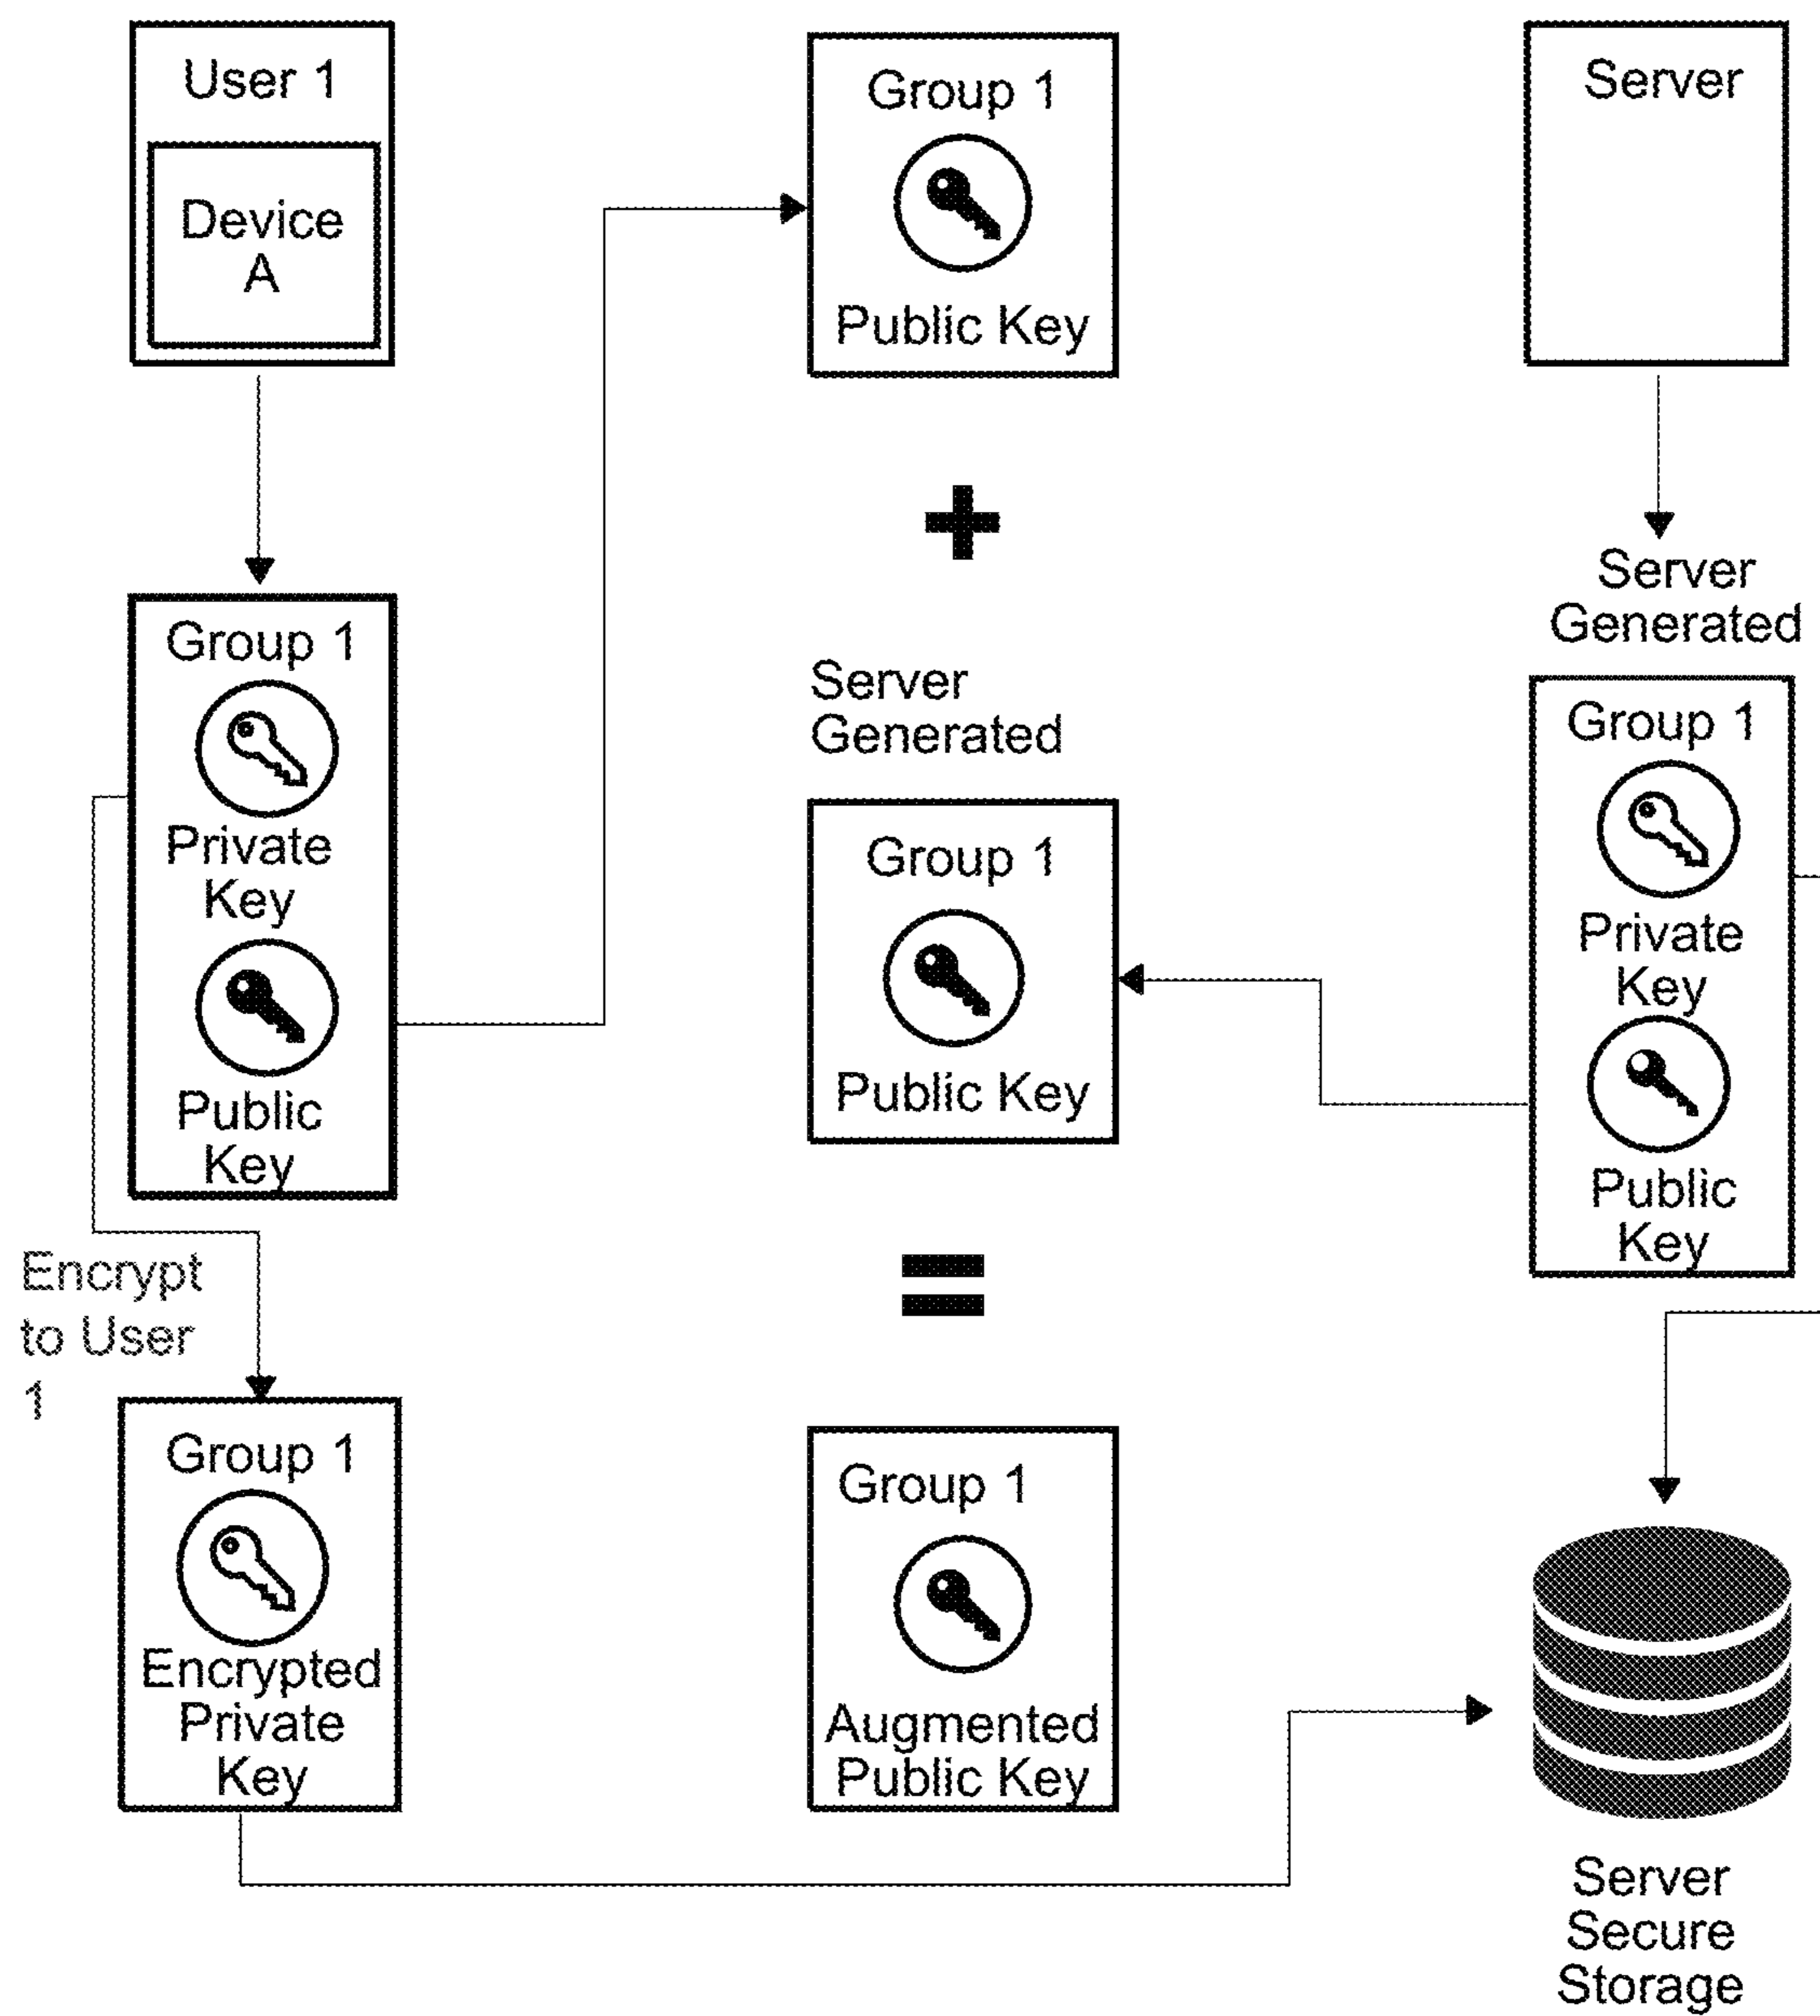 User 1
Device
A
Group 1
Private
Key
Public
Key
Encrypt
to User
1
Group 1
Encrypted
Private
Key
Group 1
Public Key
+
Server
Generated
Group 1
Public Key
=
Group 1
Augmented
Public Key
Server
Server
Generated
Group 1
Private
Key
Public
Key
Server
Secure
Storage